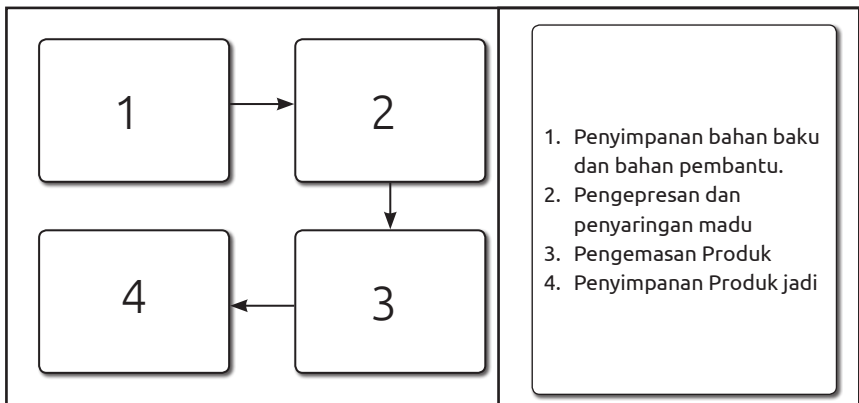 1
2
4
3
1. Penyimpanan bahan baku
dan bahan pembantu.
2. Pengepresan dan
penyaringan madu
3. Pengemasan Produk
4. Penyimpanan Produk jadi